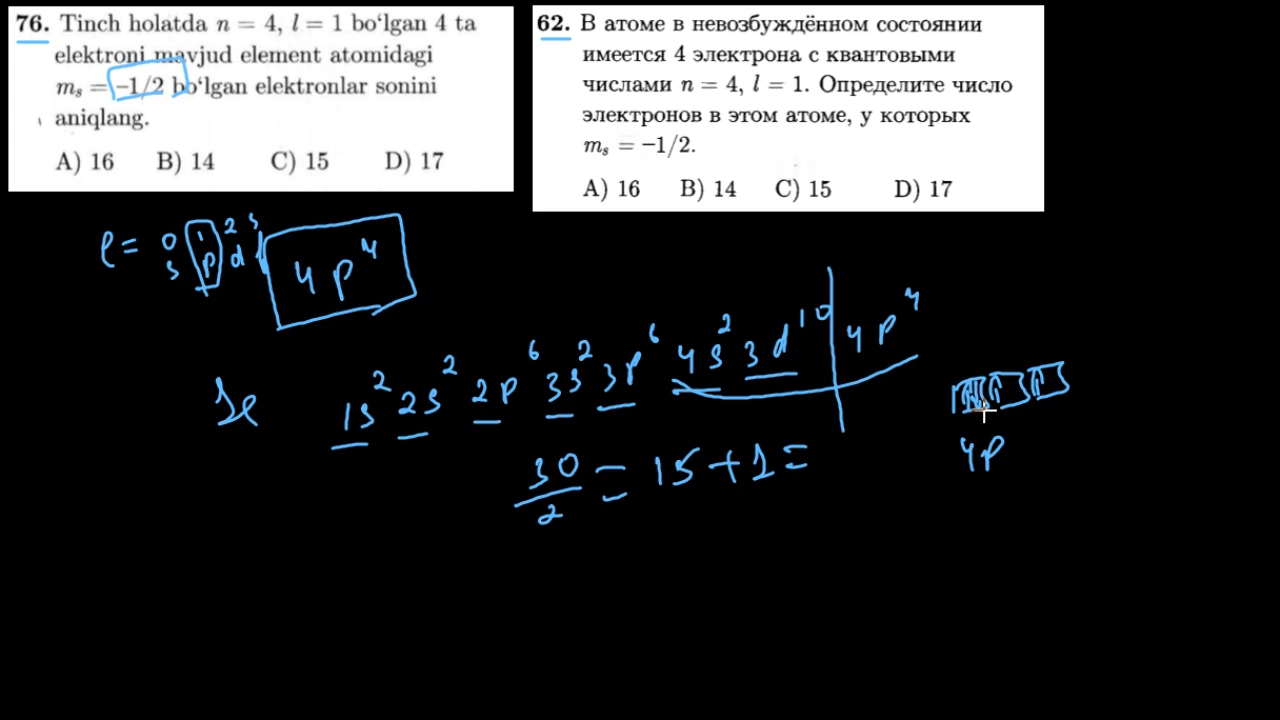 76. Tinch holatda n = 4, l = 1 bo‘lgan 4 ta
elektroni mavjud element atomidagi
mₛ = −1/2 bo‘lgan elektronlar sonini
aniqlang.
A) 16 B) 14 C) 15 D) 17
62. В атоме в невозбуждённом состоянии
имеется 4 электрона с квантовыми
числами n = 4, l = 1. Определите число
электронов в этом атоме, у которых
mₛ = −1/2.
A) 16 B) 14 C) 15 D) 17
0 1 2 3
l = s p d f
4p⁴
Se 1s² 2s² 2p⁶ 3s² 3p⁶ 4s² 3d¹⁰ 4p⁴
30/2 = 15 + 1 =
4p